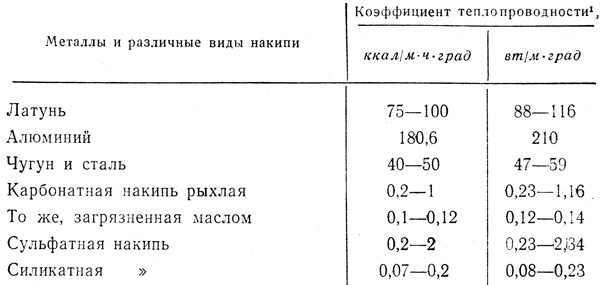 Коэффициент теплопроводности¹,
Металлы и различные виды накипи
ккал/м·ч·град вт/м·град
Латунь 75—100 88—116
Алюминий 180,6 210
Чугун и сталь 40—50 47—59
Карбонатная накипь рыхлая 0,2—1 0,23—1,16
То же, загрязненная маслом 0,1—0,12 0,12—0,14
Сульфатная накипь 0,2—2 0,23—2,34
Силикатная » 0,07—0,2 0,08—0,23